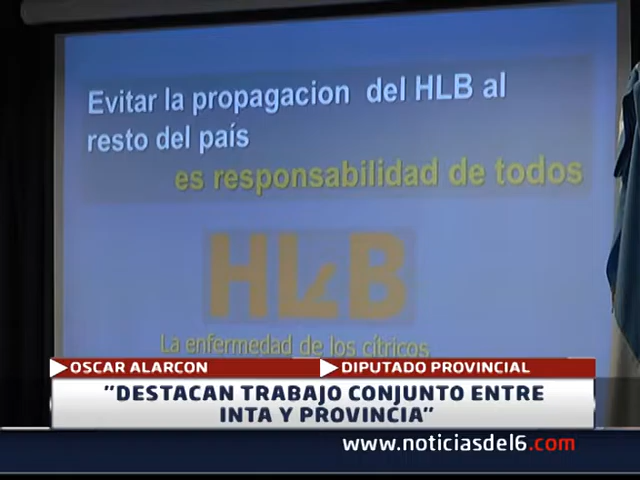 Evitar la propagacion del HLB al
resto del país
es responsabilidad de todos
HLB
La enfermedad de los cítricos
OSCAR ALARCON DIPUTADO PROVINCIAL
"DESTACAN TRABAJO CONJUNTO ENTRE
INTA Y PROVINCIA"
www.noticiasdel6.com